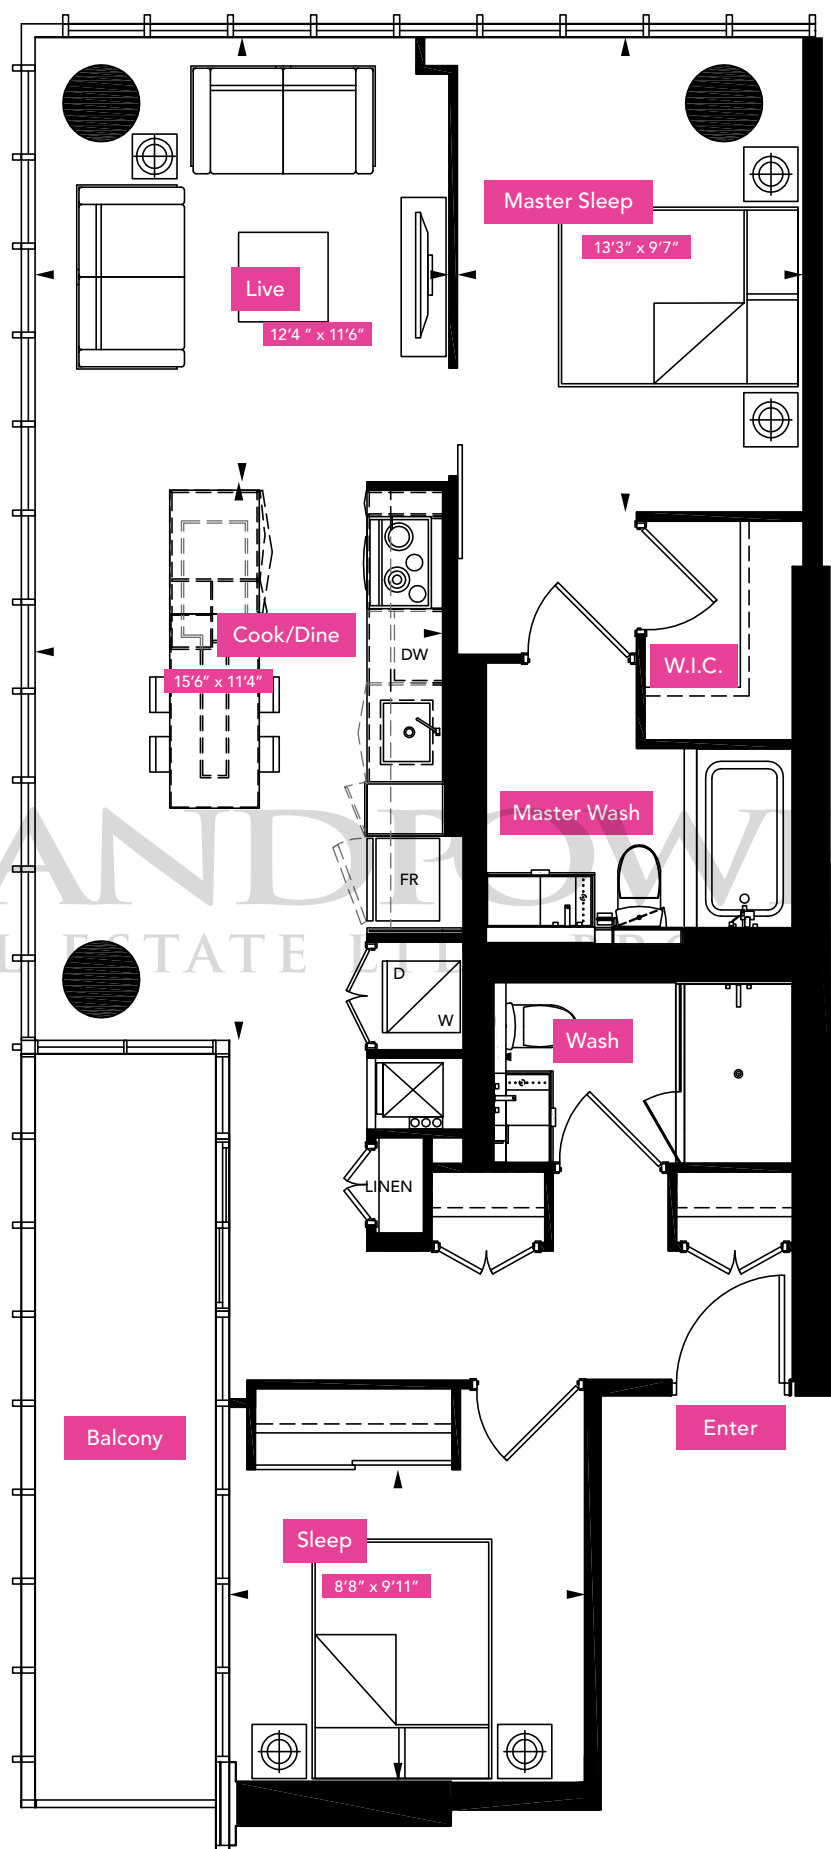 Master Sleep
13'3" x 9'7"
Live
12'4 " x 11'6"
Cook/Dine
15'6" x 11'4"
DW
W.I.C.
Master Wash
FR
D
W
Wash
LINEN
Balcony
Enter
Sleep
8'8" x 9'11"